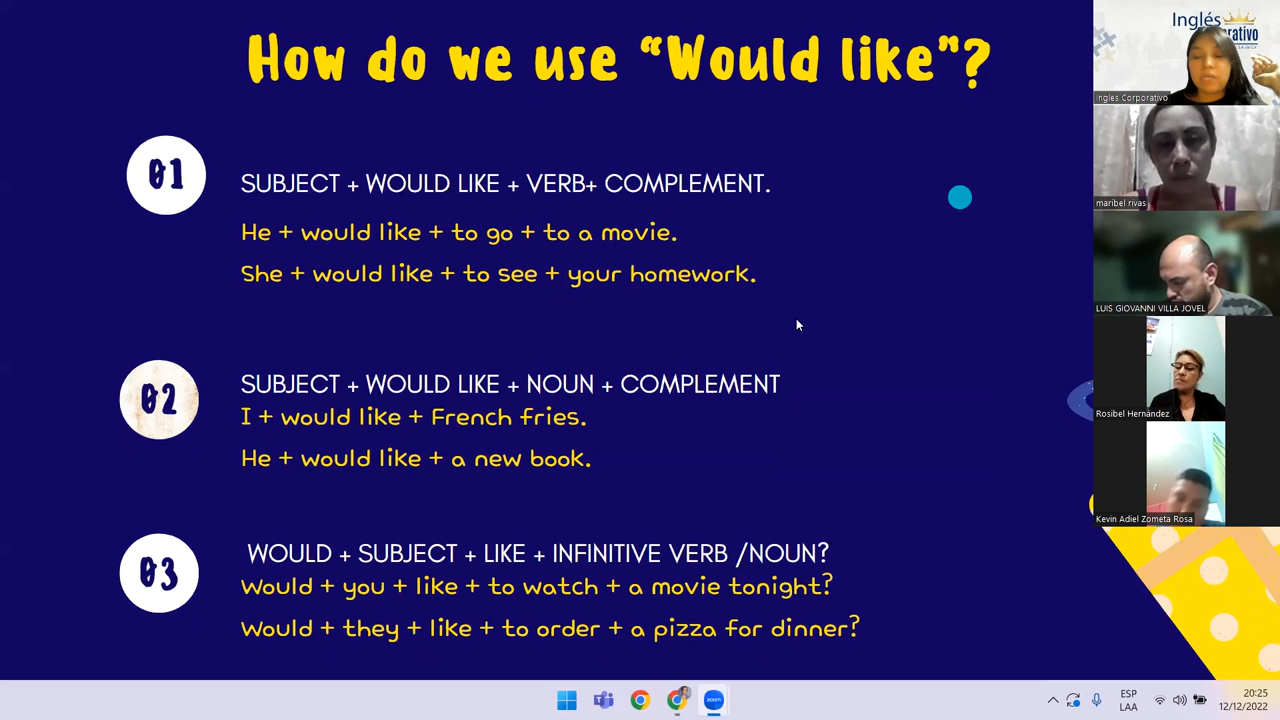 How do we use “Would like”?
01
SUBJECT + WOULD LIKE + VERB+ COMPLEMENT.
He + would like + to go + to a movie.
She + would like + to see + your homework.
02
SUBJECT + WOULD LIKE + NOUN + COMPLEMENT
I + would like + French fries.
He + would like + a new book.
03
WOULD + SUBJECT + LIKE + INFINITIVE VERB /NOUN?
Would + you + like + to watch + a movie tonight?
Would + they + like + to order + a pizza for dinner?
Inglés
Ingles Corporativo
maribel rivas
LUIS GIOVANNI VILLA JOVEL
Rosibel Hernández
Kevin Adiel Zometa Rosa
zoom
ESP
LAA
20:25
12/12/2022